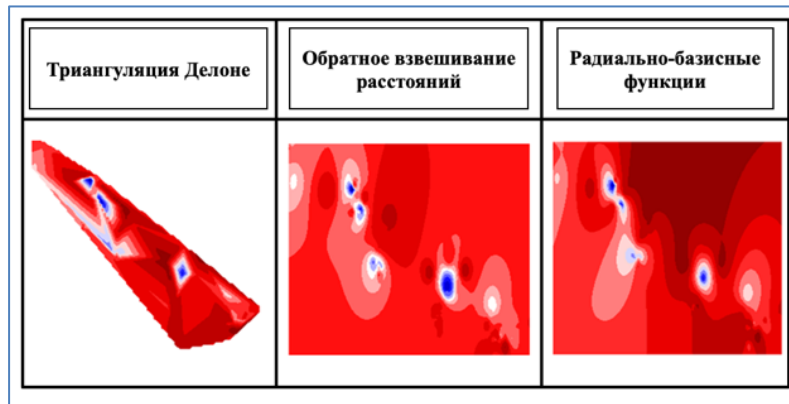 Триангуляция Делоне
Обратное взвешивание
расстояний
Радиально-базисные
функции